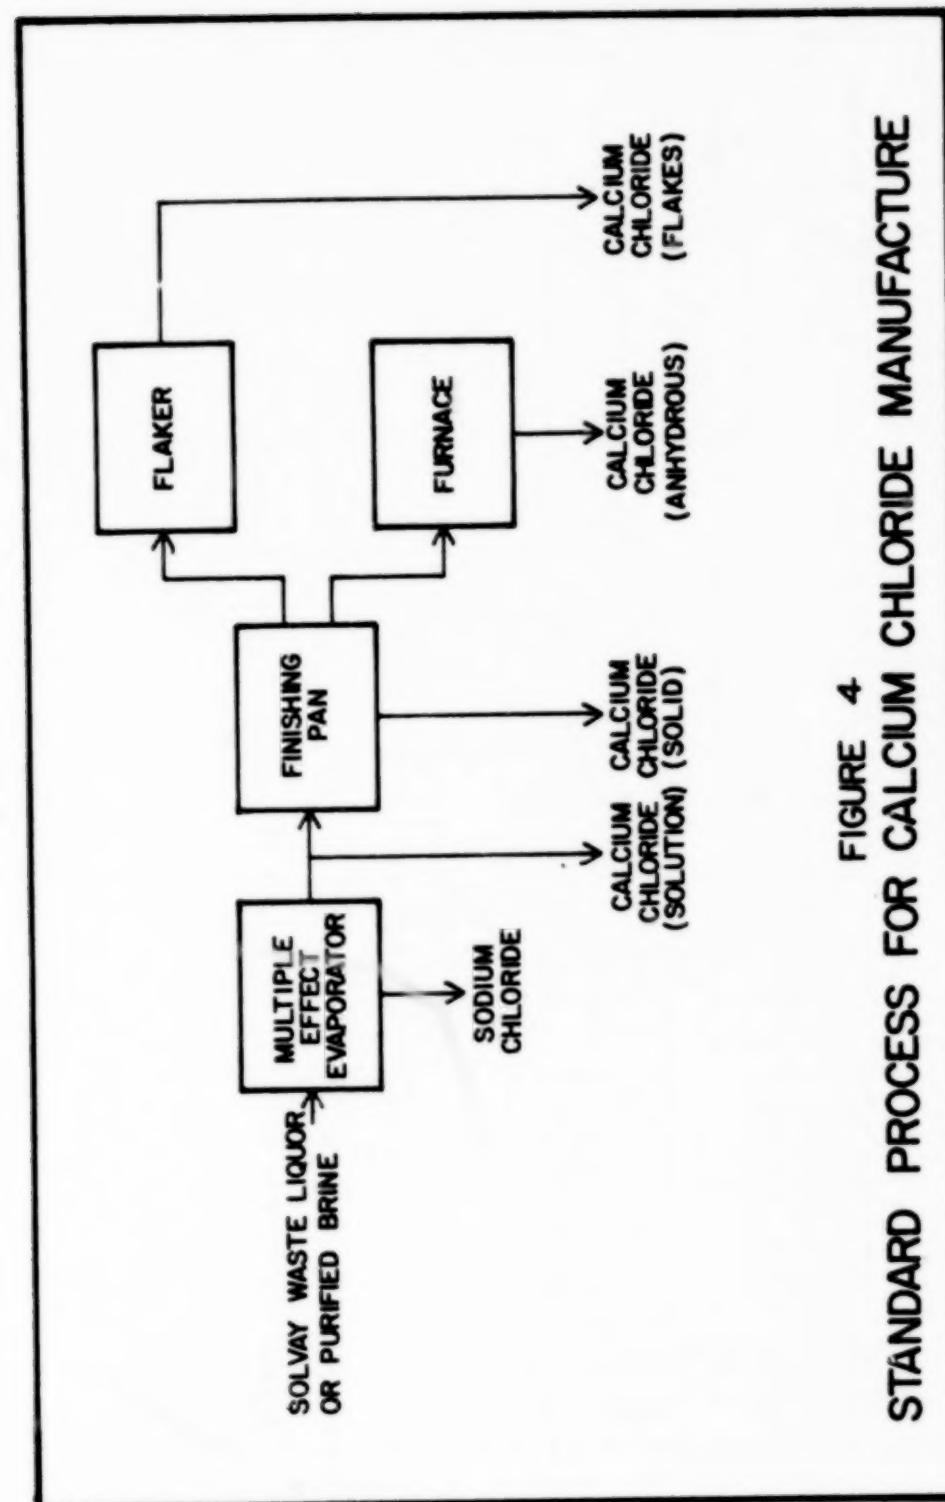 SOLVAY WASTE LIQUOR
OR PURIFIED BRINE
MULTIPLE
EFFECT
EVAPORATOR
SODIUM
CHLORIDE
CALCIUM
CHLORIDE
(SOLUTION)
FINISHING
PAN
CALCIUM
CHLORIDE
(SOLID)
FLAKER
FURNACE
CALCIUM
CHLORIDE
(ANHYDROUS)
CALCIUM
CHLORIDE
(FLAKES)
FIGURE 4
STANDARD PROCESS FOR CALCIUM CHLORIDE MANUFACTURE